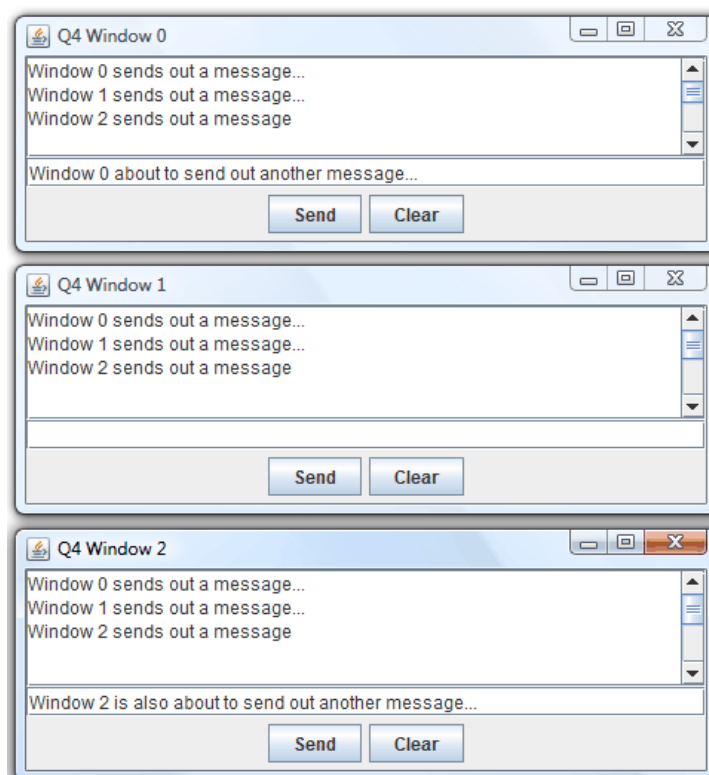 Q4 Window 0
Window 0 sends out a message...
Window 1 sends out a message...
Window 2 sends out a message
Window 0 about to send out another message...
Send Clear
Q4 Window 1
Window 0 sends out a message...
Window 1 sends out a message...
Window 2 sends out a message
Send Clear
Q4 Window 2
Window 0 sends out a message...
Window 1 sends out a message...
Window 2 sends out a message
Window 2 is also about to send out another message...
Send Clear